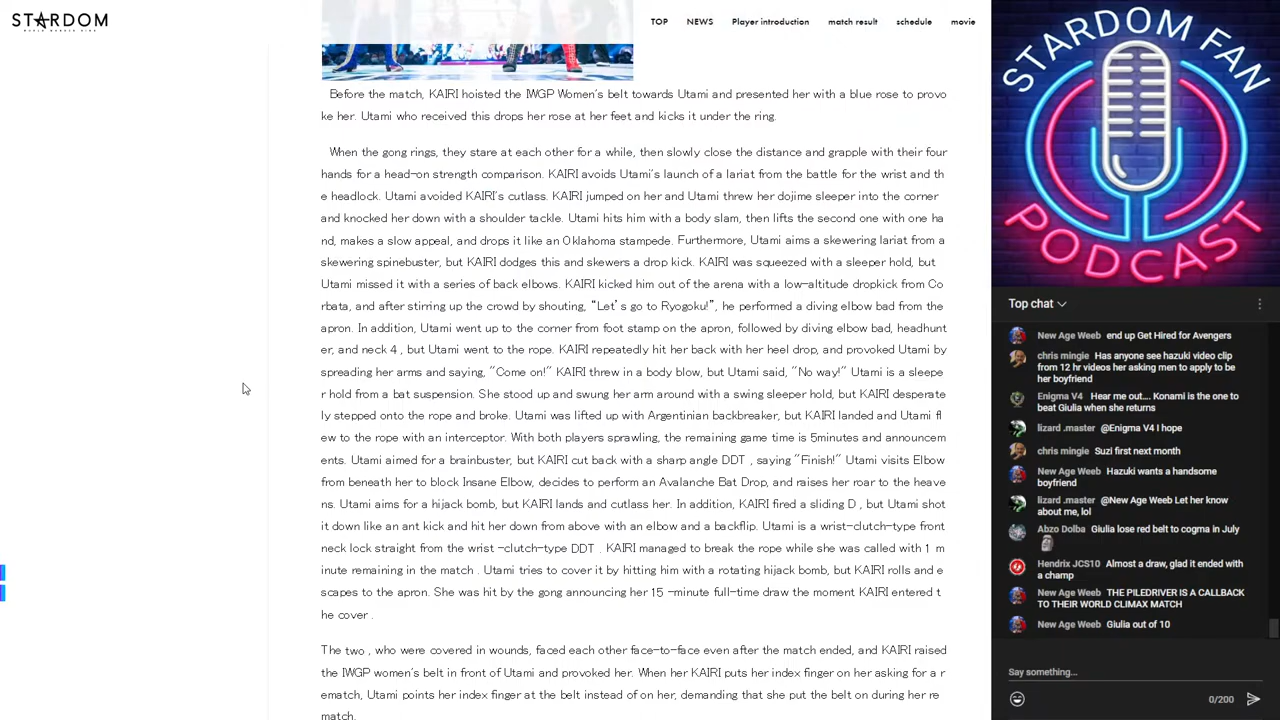 STARDOM
WORLD WONDER RING
TOP NEWS Player introduction match result schedule movie
Before the match, KAIRI hoisted the IWGP Women's belt towards Utami and presented her with a blue rose to provo
ke her. Utami who received this drops her rose at her feet and kicks it under the ring.
When the gong rings, they stare at each other for a while, then slowly close the distance and grapple with their four
hands for a head-on strength comparison. KAIRI avoids Utami's launch of a lariat from the battle for the wrist and th
e headlock. Utami avoided KAIRI's cutlass. KAIRI jumped on her and Utami threw her dojime sleeper into the corner
and knocked her down with a shoulder tackle. Utami hits him with a body slam, then lifts the second one with one ha
nd, makes a slow appeal, and drops it like an Oklahoma stampede. Furthermore, Utami aims a skewering lariat from a
skewering spinebuster, but KAIRI dodges this and skewers a drop kick. KAIRI was squeezed with a sleeper hold, but
Utami missed it with a series of back elbows. KAIRI kicked him out of the arena with a low-altitude dropkick from Co
rbata, and after stirring up the crowd by shouting, “Let’s go to Ryogoku!”, he performed a diving elbow bad from the
apron. In addition, Utami went up to the corner from foot stamp on the apron, followed by diving elbow bad, headhunt
er, and neck 4 , but Utami went to the rope. KAIRI repeatedly hit her back with her heel drop, and provoked Utami by
spreading her arms and saying, "Come on!" KAIRI threw in a body blow, but Utami said, "No way!" Utami is a sleepe
r hold from a bat suspension. She stood up and swung her arm around with a swing sleeper hold, but KAIRI desperate
ly stepped onto the rope and broke. Utami was lifted up with Argentinian backbreaker, but KAIRI landed and Utami fl
ew to the rope with an interceptor. With both players sprawling, the remaining game time is 5minutes and announcem
ents. Utami aimed for a brainbuster, but KAIRI cut back with a sharp angle DDT , saying "Finish!" Utami visits Elbow
from beneath her to block Insane Elbow, decides to perform an Avalanche Bat Drop, and raises her roar to the heave
ns. Utami aims for a hijack bomb, but KAIRI lands and cutlass her. In addition, KAIRI fired a sliding D , but Utami shot
it down like an ant kick and hit her down from above with an elbow and a backflip. Utami is a wrist-clutch-type front
neck lock straight from the wrist -clutch-type DDT . KAIRI managed to break the rope while she was called with 1 m
inute remaining in the match . Utami tries to cover it by hitting him with a rotating hijack bomb, but KAIRI rolls and e
scapes to the apron. She was hit by the gong announcing her 15 -minute full-time draw the moment KAIRI entered t
he cover .
The two , who were covered in wounds, faced each other face-to-face even after the match ended, and KAIRI raised
the IWGP women's belt in front of Utami and provoked her. When her KAIRI puts her index finger on her asking for a r
ematch, Utami points her index finger at the belt instead of on her, demanding that she put the belt on during her re
match.
STARDOM FAN
PODCAST
Top chat
New Age Weeb end up Get Hired for Avengers
chris mingie Has anyone see hazuki video clip
from 12 hr videos her asking men to apply to be
her boyfriend
Enigma V4 Hear me out.... Konami is the one to
beat Giulia when she returns
lizard .master @Enigma V4 I hope
chris mingie Suzi first next month
New Age Weeb Hazuki wants a handsome
boyfriend
lizard .master @New Age Weeb Let her know
about me, lol
Abzo Dolba Giulia lose red belt to cogma in July
Hendrix JCS10 Almost a draw, glad it ended with
a champ
New Age Weeb THE PILEDRIVER IS A CALLBACK
TO THEIR WORLD CLIMAX MATCH
New Age Weeb Giulia out of 10
Say something...
0/200